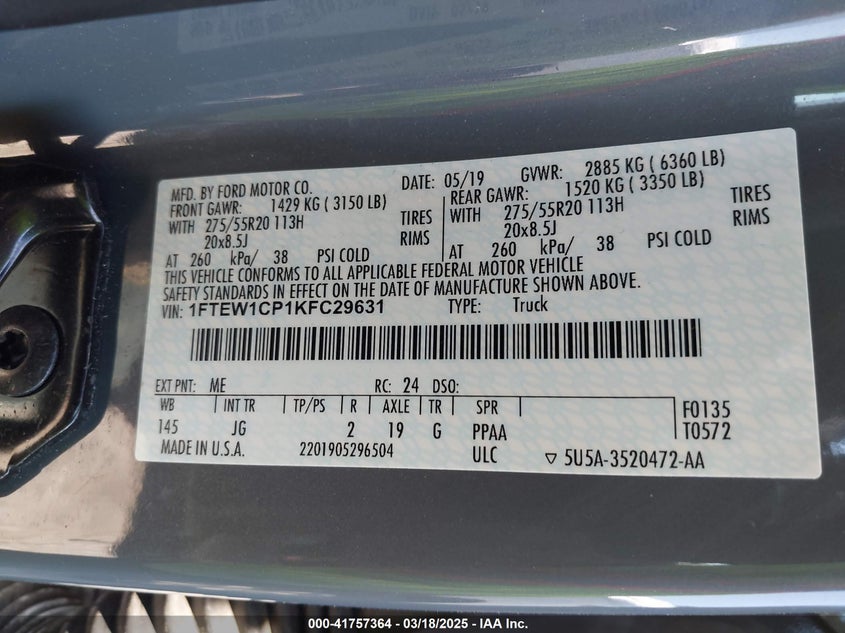 MFD. BY FORD MOTOR CO. DATE: 05/19 GVWR: 2885 KG ( 6360 LB)
FRONT GAWR: 1429 KG ( 3150 LB) REAR GAWR: 1520 KG ( 3350 LB)
WITH 275/55R20 113H TIRES WITH 275/55R20 113H TIRES
20x8.5J RIMS 20x8.5J RIMS
AT 260 kPa/ 38 PSI COLD AT 260 kPa/ 38 PSI COLD
THIS VEHICLE CONFORMS TO ALL APPLICABLE FEDERAL MOTOR VEHICLE
SAFETY STANDARDS IN EFFECT ON THE DATE OF MANUFACTURE SHOWN ABOVE.
VIN: 1FTEW1CP1KFC29631 TYPE: Truck
EXT PNT: ME RC: 24 DSO:
WB INT TR TP/PS R AXLE TR SPR F0135
145 JG 2 19 G PPAA T0572
MADE IN U.S.A. 2201905296504 ULC ▽ 5U5A-3520472-AA
000-41757364 - 03/18/2025 - IAA Inc.